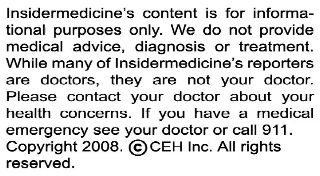 Insidermedicine's content is for informa-
tional purposes only. We do not provide
medical advice, diagnosis or treatment.
While many of Insidermedicine's reporters
are doctors, they are not your doctor.
Please contact your doctor about your
health concerns. If you have a medical
emergency see your doctor or call 911.
Copyright 2008. ©CEH Inc. All rights
reserved.